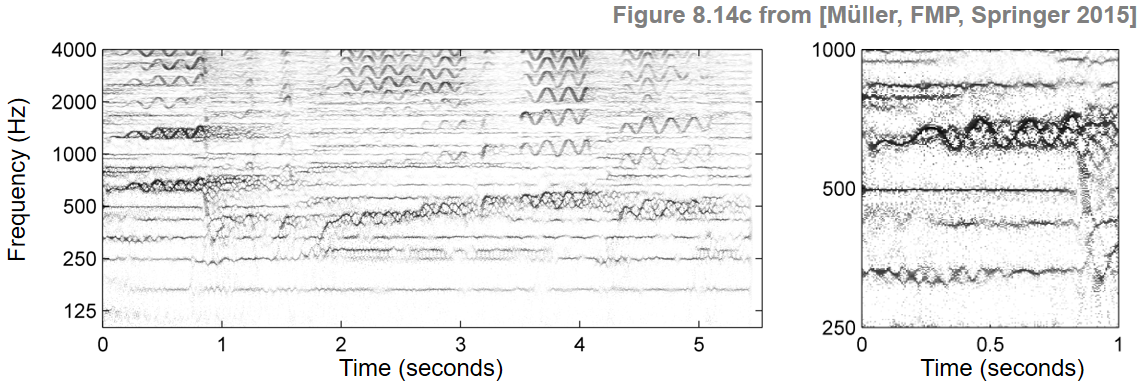 Figure 8.14c from [Müller, FMP, Springer 2015]
Frequency (Hz)
4000
2000
1000
500
250
125
0 1 2 3 4 5
Time (seconds)
1000
500
250
0 0.5 1
Time (seconds)